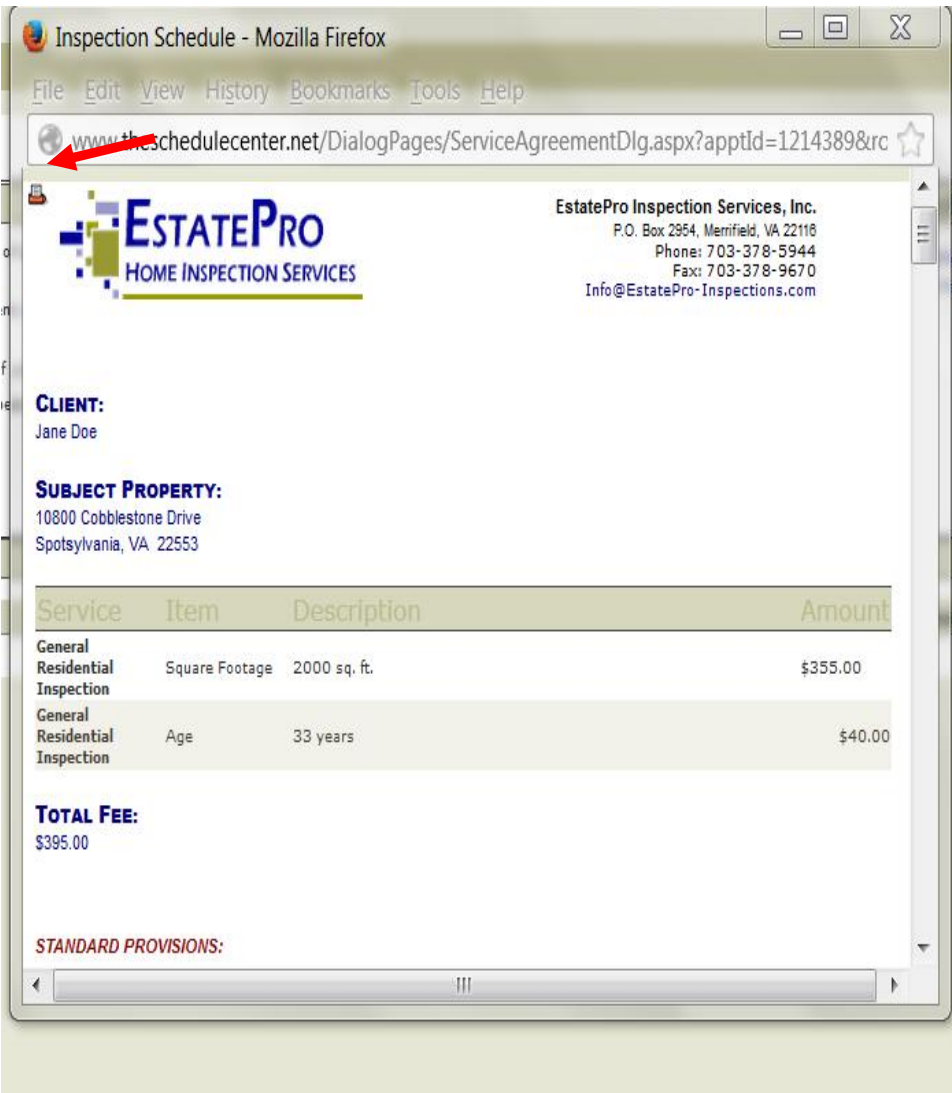 Inspection Schedule - Mozilla Firefox
File Edit View History Bookmarks Tools Help
www.theschedulecenter.net/DialogPages/ServiceAgreementDlg.aspx?apptId=1214389&rc
ESTATEPRO
HOME INSPECTION SERVICES
EstatePro Inspection Services, Inc.
P.O. Box 2954, Merrifield, VA 22116
Phone: 703-378-5944
Fax: 703-378-9670
Info@EstatePro-Inspections.com
CLIENT:
Jane Doe
SUBJECT PROPERTY:
10800 Cobblestone Drive
Spotsylvania, VA 22553
Service Item Description Amount
General
Residential
Inspection
Square Footage 2000 sq. ft. $355.00
General
Residential
Inspection
Age 33 years $40.00
TOTAL FEE:
$395.00
STANDARD PROVISIONS: